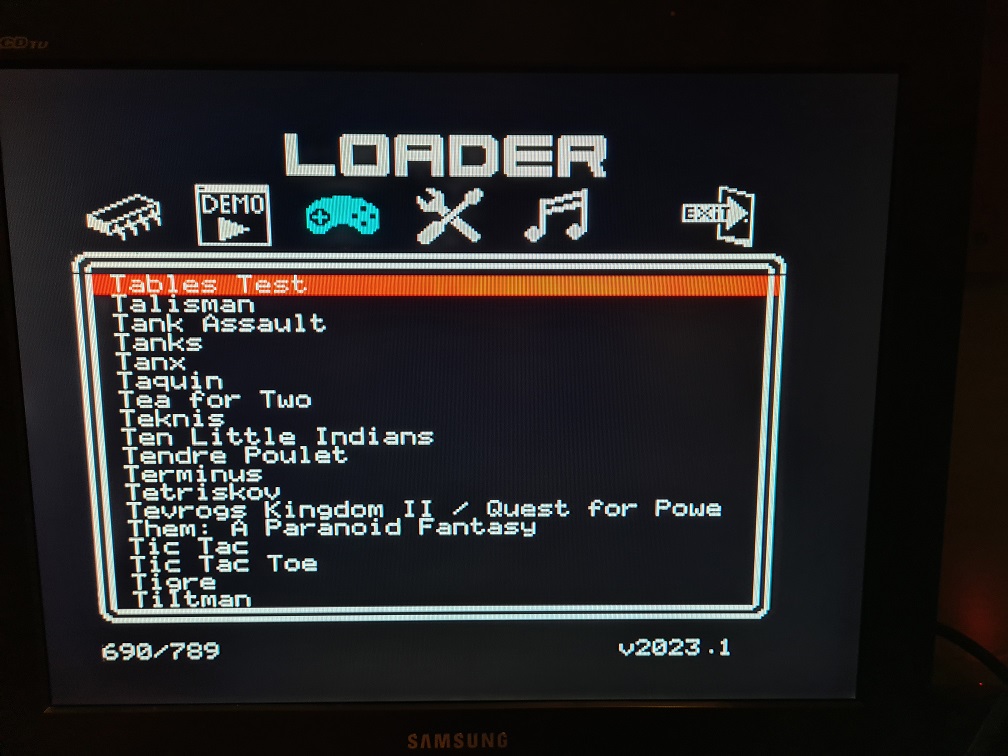 LCD TV
LOADER
DEMO
EXIT
Tables Test
Talisman
Tank Assault
Tanks
Tanx
Taquin
Tea for Two
Teknis
Ten Little Indians
Tendre Poulet
Terminus
Tetriskov
Tevrogs Kingdom II / Quest for Powe
Them: A Paranoid Fantasy
Tic Tac
Tic Tac Toe
Tigre
Tiltman
690/789
v2023.1
SAMSUNG